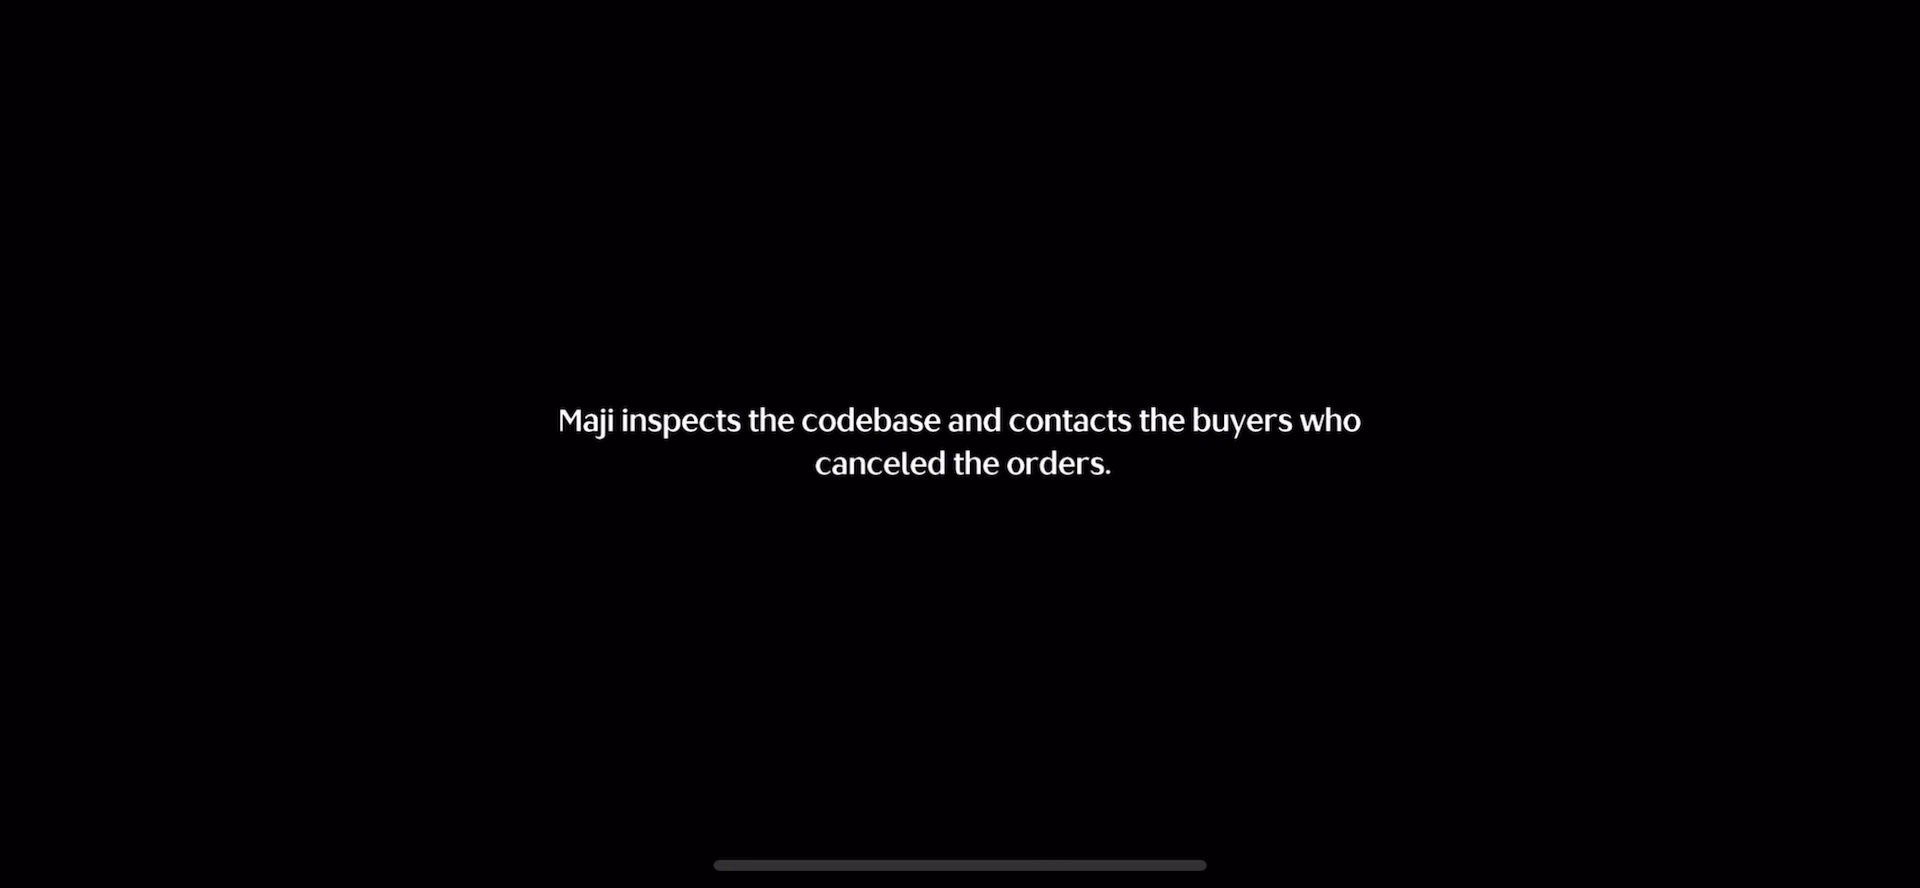 Maji inspects the codebase and contacts the buyers who
canceled the orders.